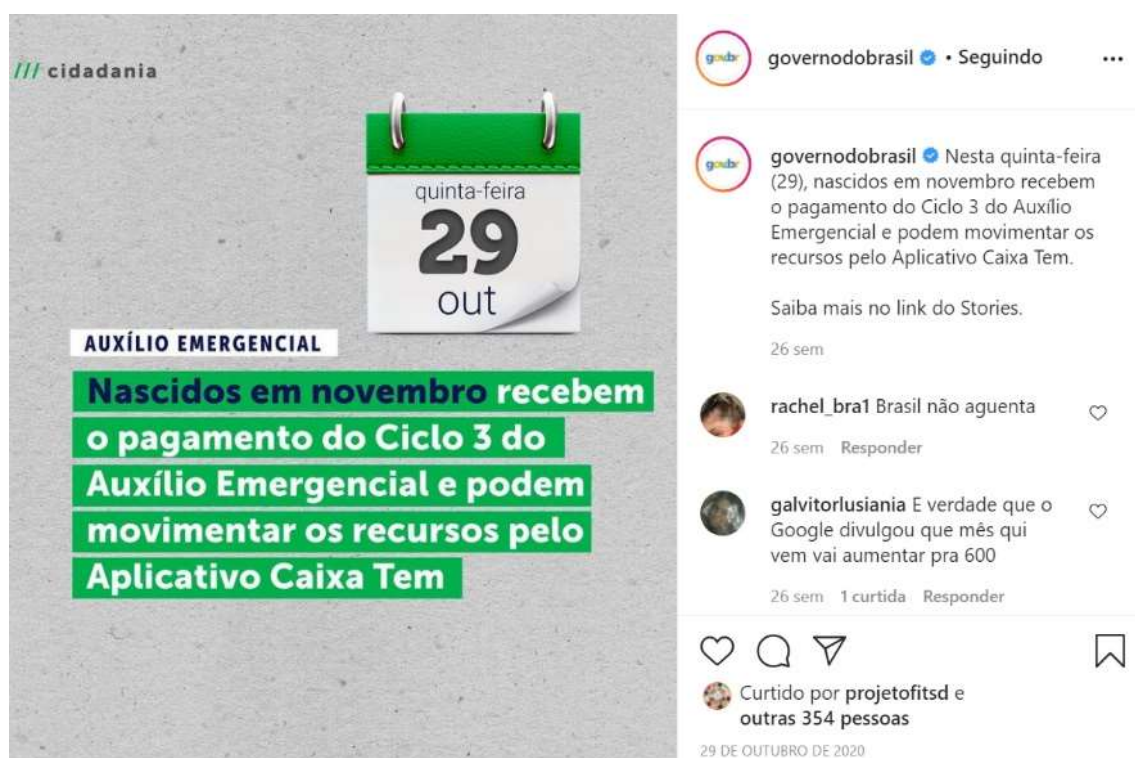 /// cidadania
quinta-feira
29
out
AUXÍLIO EMERGENCIAL
Nascidos em novembro recebem
o pagamento do Ciclo 3 do
Auxílio Emergencial e podem
movimentar os recursos pelo
Aplicativo Caixa Tem
gov.br
governodobrasil • Seguindo
gov.br
governodobrasil Nesta quinta-feira
(29), nascidos em novembro recebem
o pagamento do Ciclo 3 do Auxílio
Emergencial e podem movimentar os
recursos pelo Aplicativo Caixa Tem.
Saiba mais no link do Stories.
26 sem
rachel_bra1 Brasil não aguenta
26 sem Responder
galvitorlusiania E verdade que o
Google divulgou que mês qui
vem vai aumentar pra 600
26 sem 1 curtida Responder
Curtido por projetofitsd e
outras 354 pessoas
29 DE OUTUBRO DE 2020